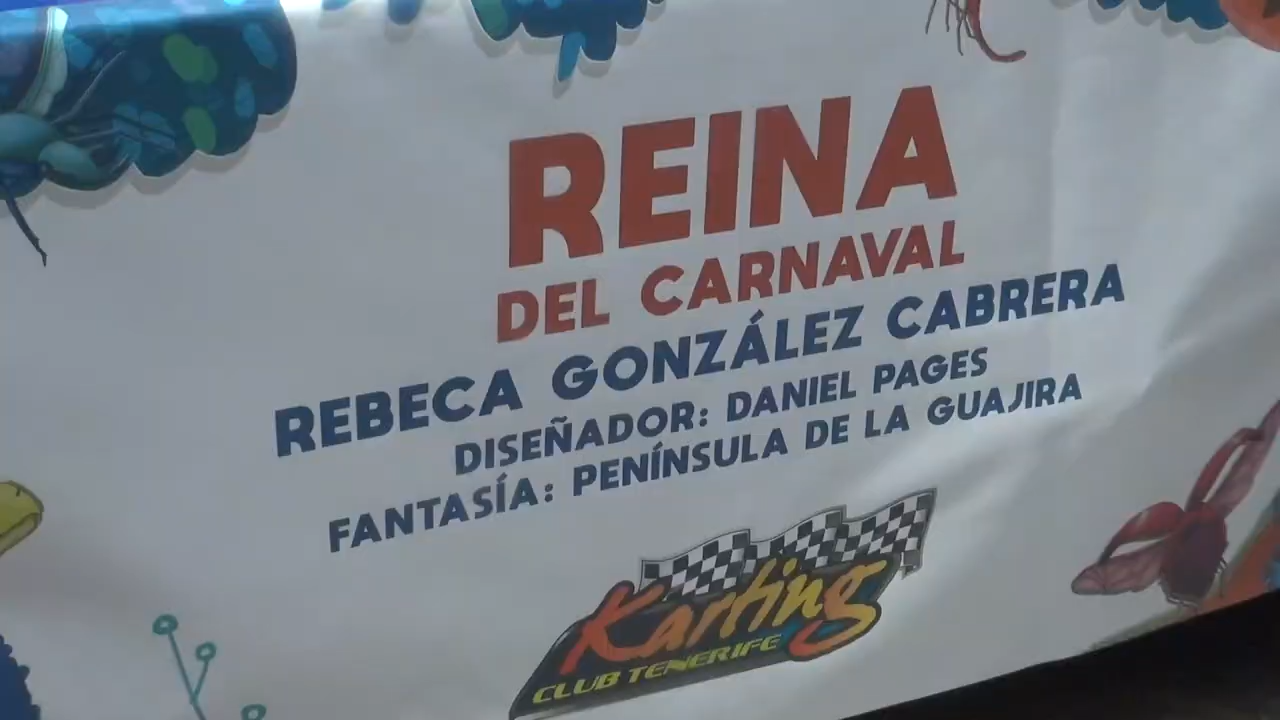 REINA
DEL CARNAVAL
REBECA GONZÁLEZ CABRERA
DISEÑADOR: DANIEL PAGES
FANTASÍA: PENÍNSULA DE LA GUAJIRA
Karting
CLUB TENERIFE